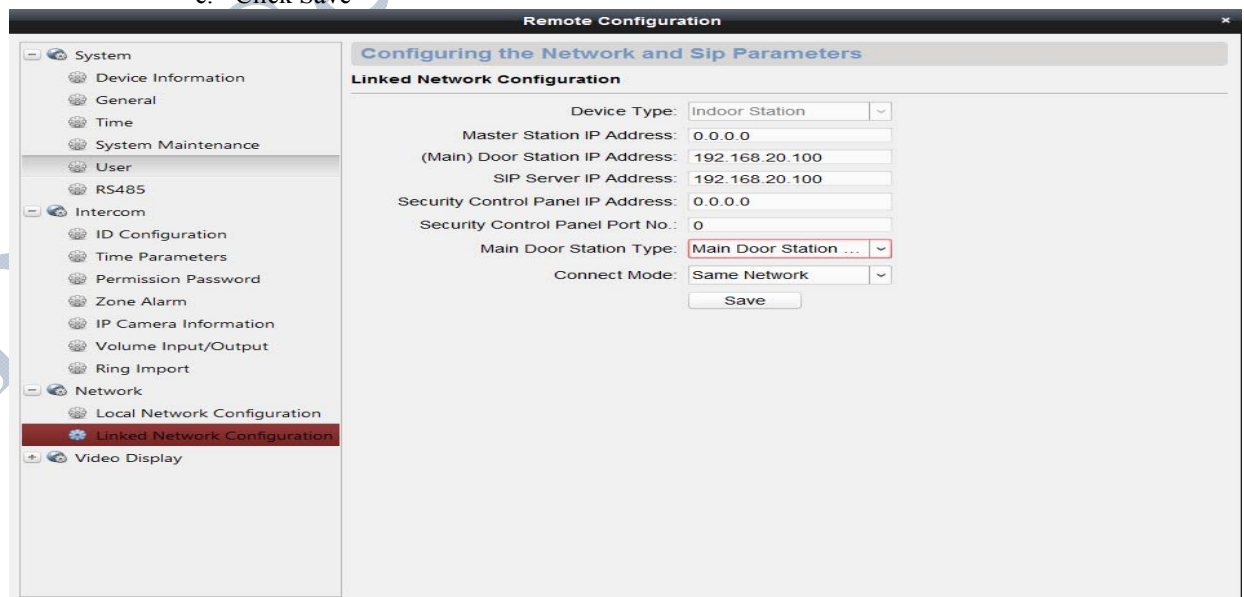 e. Click Save
Remote Configuration ×
System
Device Information
General
Time
System Maintenance
User
RS485
Intercom
ID Configuration
Time Parameters
Permission Password
Zone Alarm
IP Camera Information
Volume Input/Output
Ring Import
Network
Local Network Configuration
Linked Network Configuration
Video Display
Configuring the Network and Sip Parameters
Linked Network Configuration
Device Type: Indoor Station
Master Station IP Address: 0.0.0.0
(Main) Door Station IP Address: 192.168.20.100
SIP Server IP Address: 192.168.20.100
Security Control Panel IP Address: 0.0.0.0
Security Control Panel Port No.: 0
Main Door Station Type: Main Door Station ...
Connect Mode: Same Network
Save